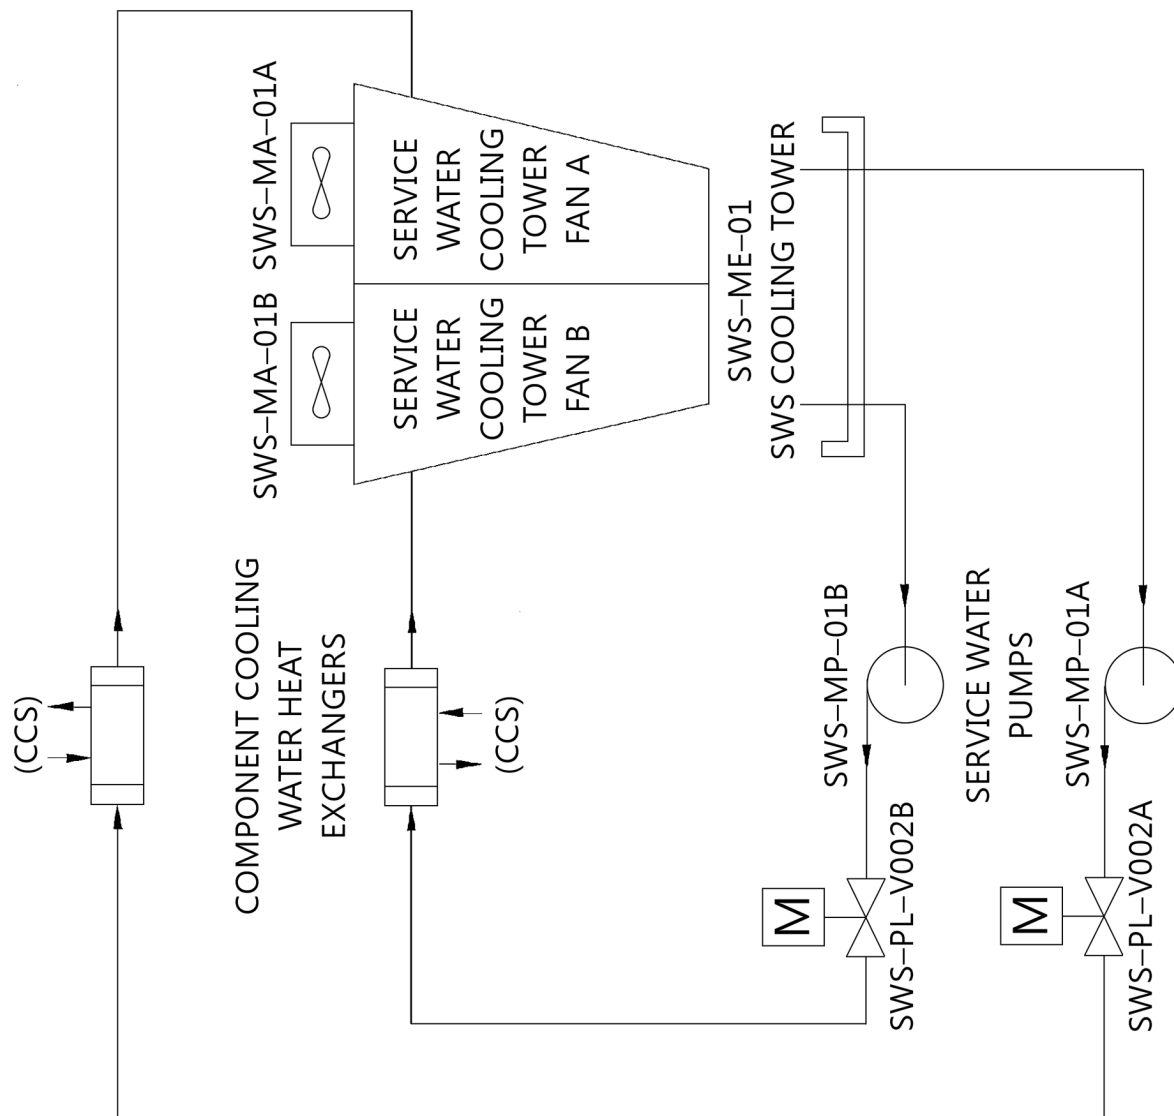 SWS–MA–01B
SWS–MA–01A
SERVICE
WATER
COOLING
TOWER
FAN B
SERVICE
WATER
COOLING
TOWER
FAN A
(CCS)
COMPONENT COOLING
WATER HEAT
EXCHANGERS
(CCS)
SWS–ME–01
SWS COOLING TOWER
SWS–MP–01B
SERVICE WATER
PUMPS
SWS–MP–01A
M
SWS–PL–V002B
M
SWS–PL–V002A